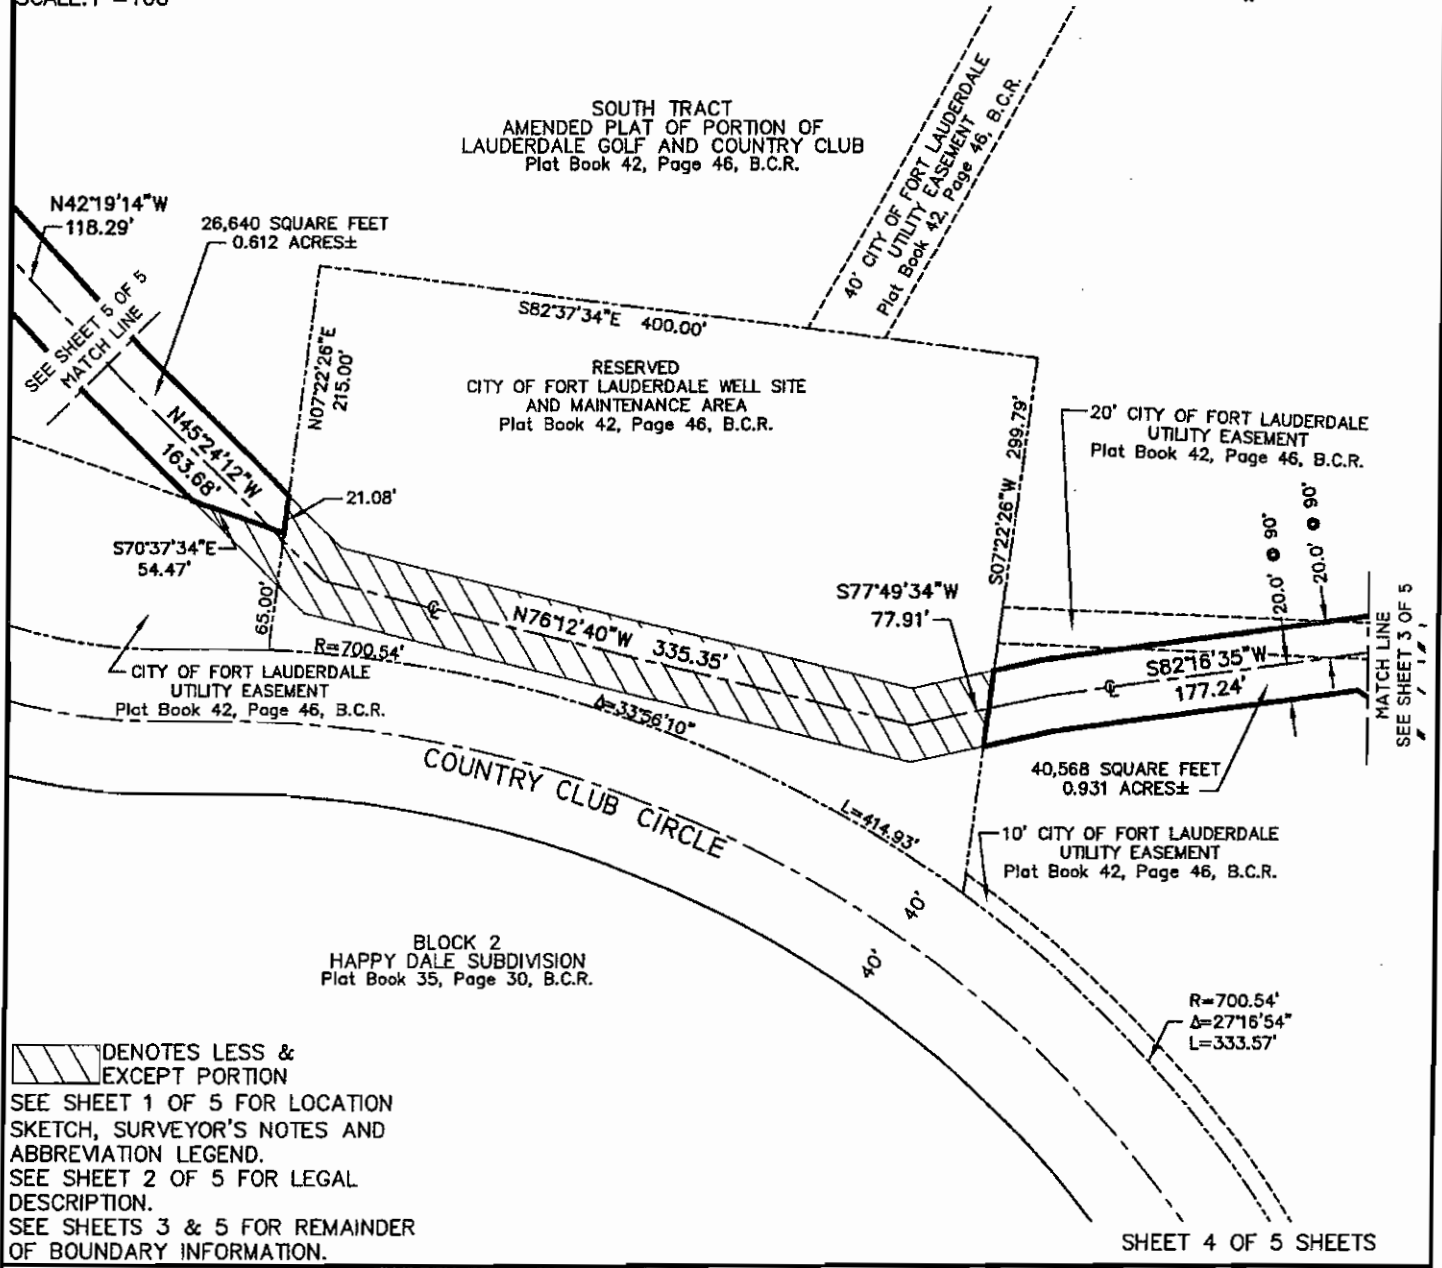 SCALE:1"=100'
SOUTH TRACT
AMENDED PLAT OF PORTION OF
LAUDERDALE GOLF AND COUNTRY CLUB
Plat Book 42, Page 46, B.C.R.
40' CITY OF FORT LAUDERDALE
UTILITY EASEMENT
Plat Book 42, Page 46, B.C.R.
N42°19'14"W
118.29'
26,640 SQUARE FEET
0.612 ACRES±
SEE SHEET 5 OF 5
MATCH LINE
S82°37'34"E 400.00'
N07°22'26"E
215.00'
RESERVED
CITY OF FORT LAUDERDALE WELL SITE
AND MAINTENANCE AREA
Plat Book 42, Page 46, B.C.R.
S07°22'26"W 299.79'
20' CITY OF FORT LAUDERDALE
UTILITY EASEMENT
Plat Book 42, Page 46, B.C.R.
N45°24'12"W
163.68'
21.08'
20.0' @ 90°
20.0' @ 90°
S70°37'34"E
54.47'
65.00'
S77°49'34"W
77.91'
N76°12'40"W 335.35'
MATCH LINE
SEE SHEET 3 OF 5
S82°16'35"W
177.24'
R=700.54'
Δ=33°56'10"
L=414.93'
CITY OF FORT LAUDERDALE
UTILITY EASEMENT
Plat Book 42, Page 46, B.C.R.
COUNTRY CLUB CIRCLE
40,568 SQUARE FEET
0.931 ACRES±
10' CITY OF FORT LAUDERDALE
UTILITY EASEMENT
Plat Book 42, Page 46, B.C.R.
40'
40'
BLOCK 2
HAPPY DALE SUBDIVISION
Plat Book 35, Page 30, B.C.R.
R=700.54'
Δ=27°16'54"
L=333.57'
DENOTES LESS &
EXCEPT PORTION
SEE SHEET 1 OF 5 FOR LOCATION
SKETCH, SURVEYOR'S NOTES AND
ABBREVIATION LEGEND.
SEE SHEET 2 OF 5 FOR LEGAL
DESCRIPTION.
SEE SHEETS 3 & 5 FOR REMAINDER
OF BOUNDARY INFORMATION.
SHEET 4 OF 5 SHEETS